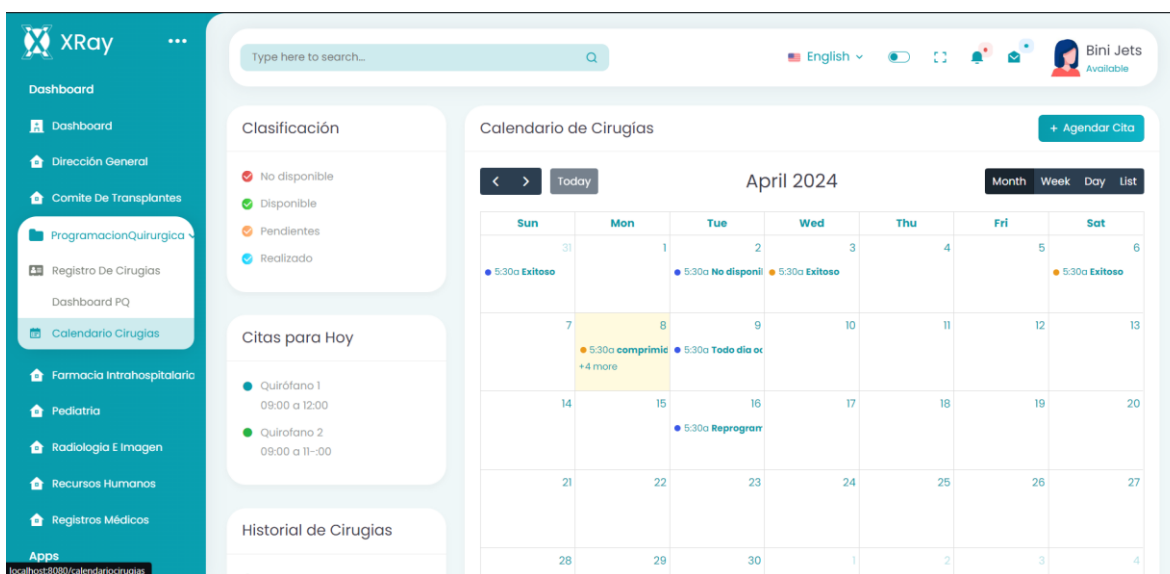 XRay
Dashboard
Dashboard
Dirección General
Comite De Transplantes
ProgramacionQuirurgica
Registro De Cirugias
Dashboard PQ
Calendario Cirugias
Farmacia Intrahospitalaria
Pediatria
Radiologia E Imagen
Recursos Humanos
Registros Médicos
Apps
localhost:8080/calendariocirugias
Type here to search...
English
Bini Jets
Available
Clasificación
No disponible
Disponible
Pendientes
Realizado
Citas para Hoy
Quirófano 1
09:00 a 12:00
Quirofano 2
09:00 a 11-:00
Historial de Cirugias
Calendario de Cirugías
+ Agendar Cita
Today
April 2024
Month Week Day List
Sun Mon Tue Wed Thu Fri Sat
31 1 2 3 4 5 6
5:30a Exitoso 5:30a No disponil 5:30a Exitoso 5:30a Exitoso
7 8 9 10 11 12 13
5:30a comprimid 5:30a Todo dia oc
+4 more
14 15 16 17 18 19 20
5:30a Reprogram
21 22 23 24 25 26 27
28 29 30 1 2 3 4